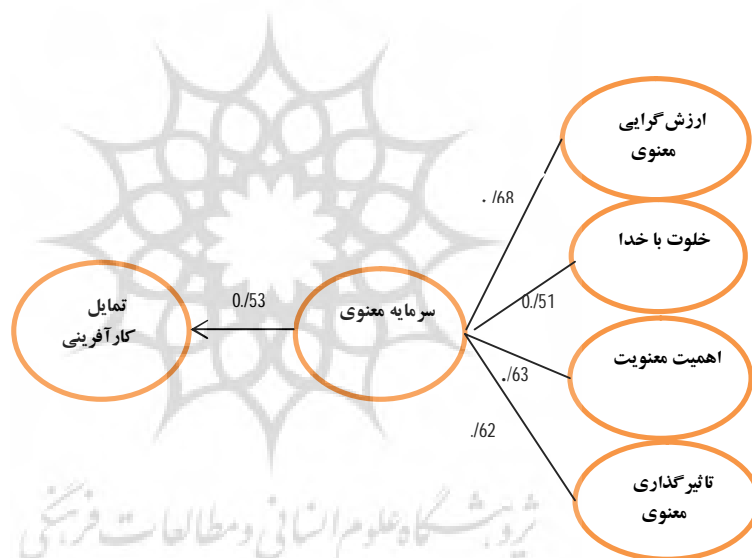 ارزش‌گرایی
معنوی
./68
خلوت با خدا
0./51
سرمایه معنوی
0./53
تمایل
کارآفرینی
اهمیت معنویت
./63
./62
تاثیرگذاری
معنوی
پژوهشگاه علوم انسانی و مطالعات فرهنگی